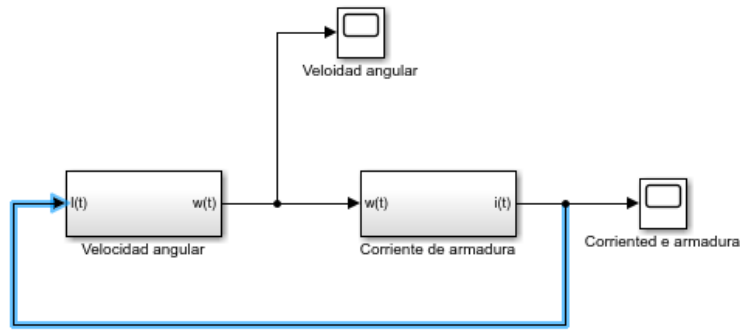 Veloidad angular
I(t)
w(t)
w(t)
i(t)
Velocidad angular
Corriente de armadura
Corriented e armadura